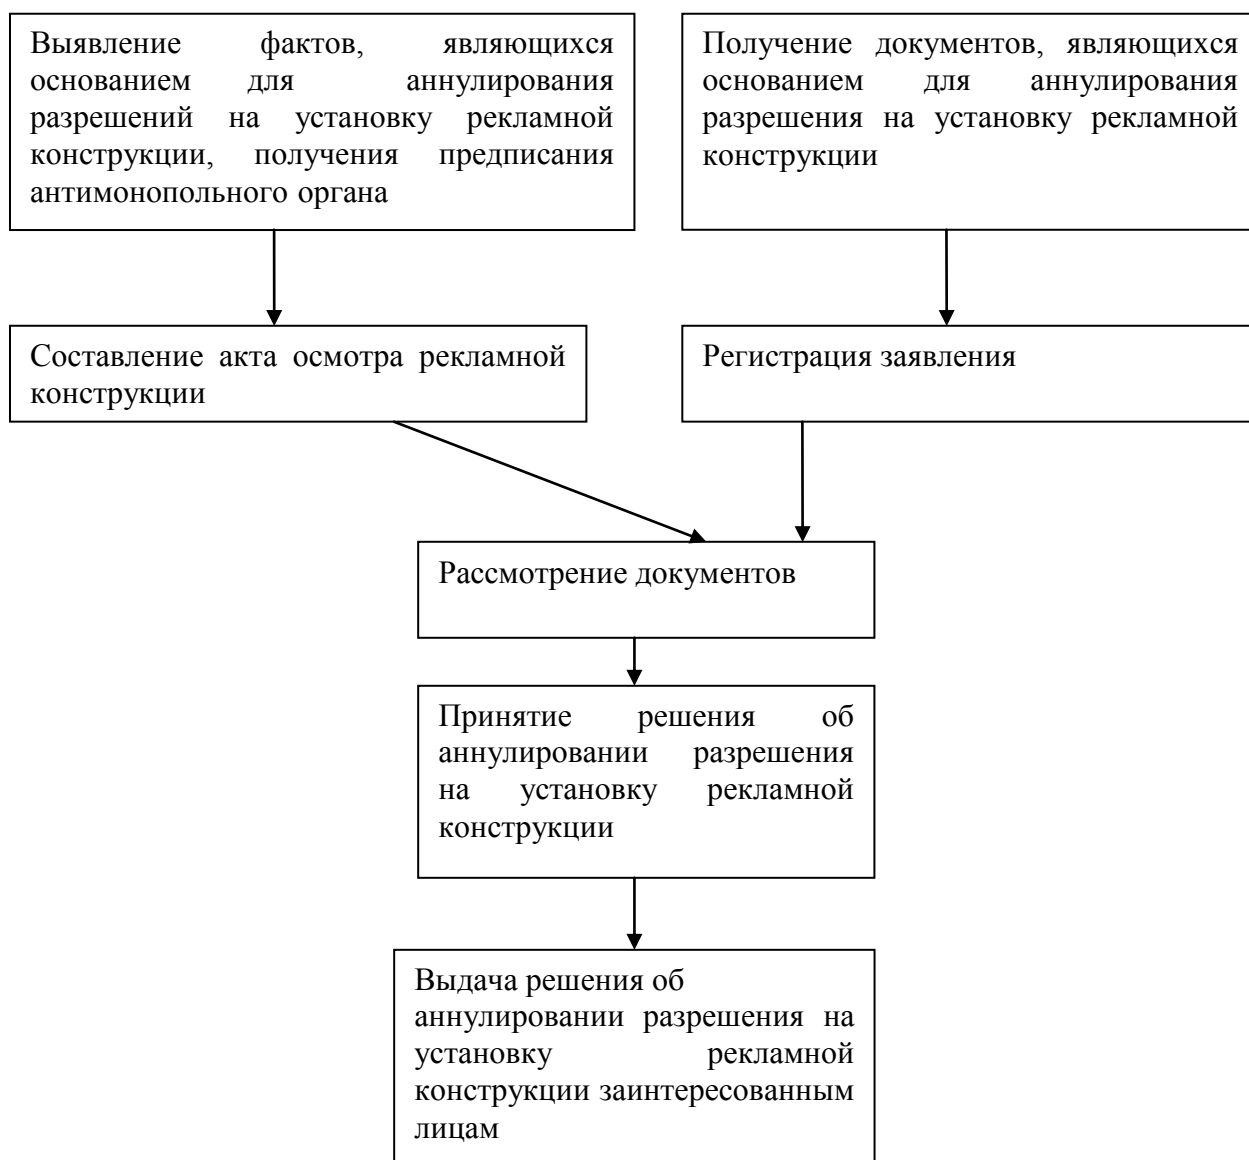 Выявление фактов, являющихся
основанием для аннулирования
разрешений на установку рекламной
конструкции, получения предписания
антимонопольного органа
Получение документов, являющихся
основанием для аннулирования
разрешения на установку рекламной
конструкции
Составление акта осмотра рекламной
конструкции
Регистрация заявления
Рассмотрение документов
Принятие решения об
аннулировании разрешения
на установку рекламной
конструкции
Выдача решения об
аннулировании разрешения на
установку рекламной
конструкции заинтересованным
лицам